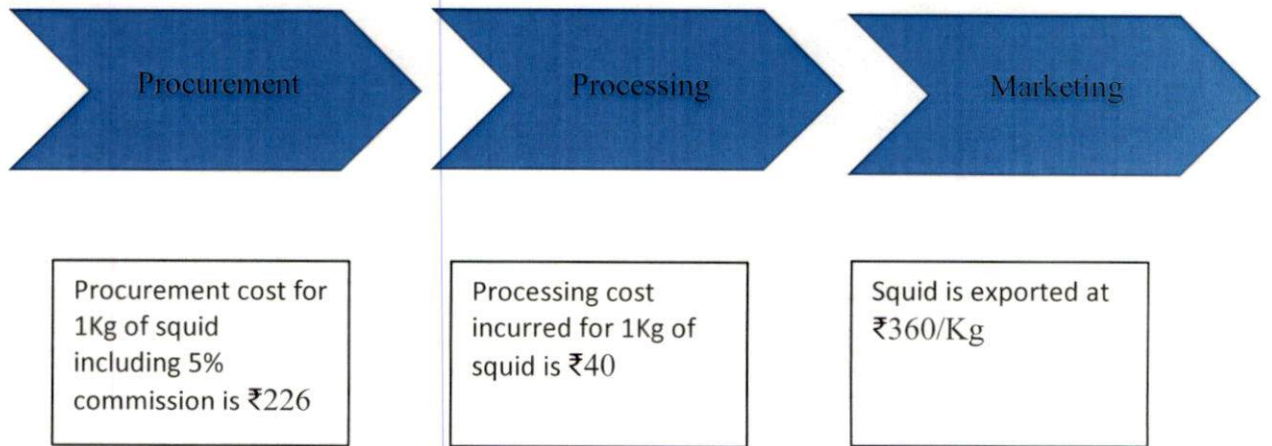 Procurement
Processing
Marketing
Procurement cost for
1Kg of squid
including 5%
commission is ₹226
Processing cost
incurred for 1Kg of
squid is ₹40
Squid is exported at
₹360/Kg